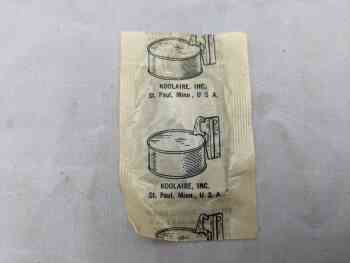 KOOLAIRE, INC.
St. Paul, Minn., U S A.
KOOLAIRE, INC.
St. Paul, Minn., U. S A.